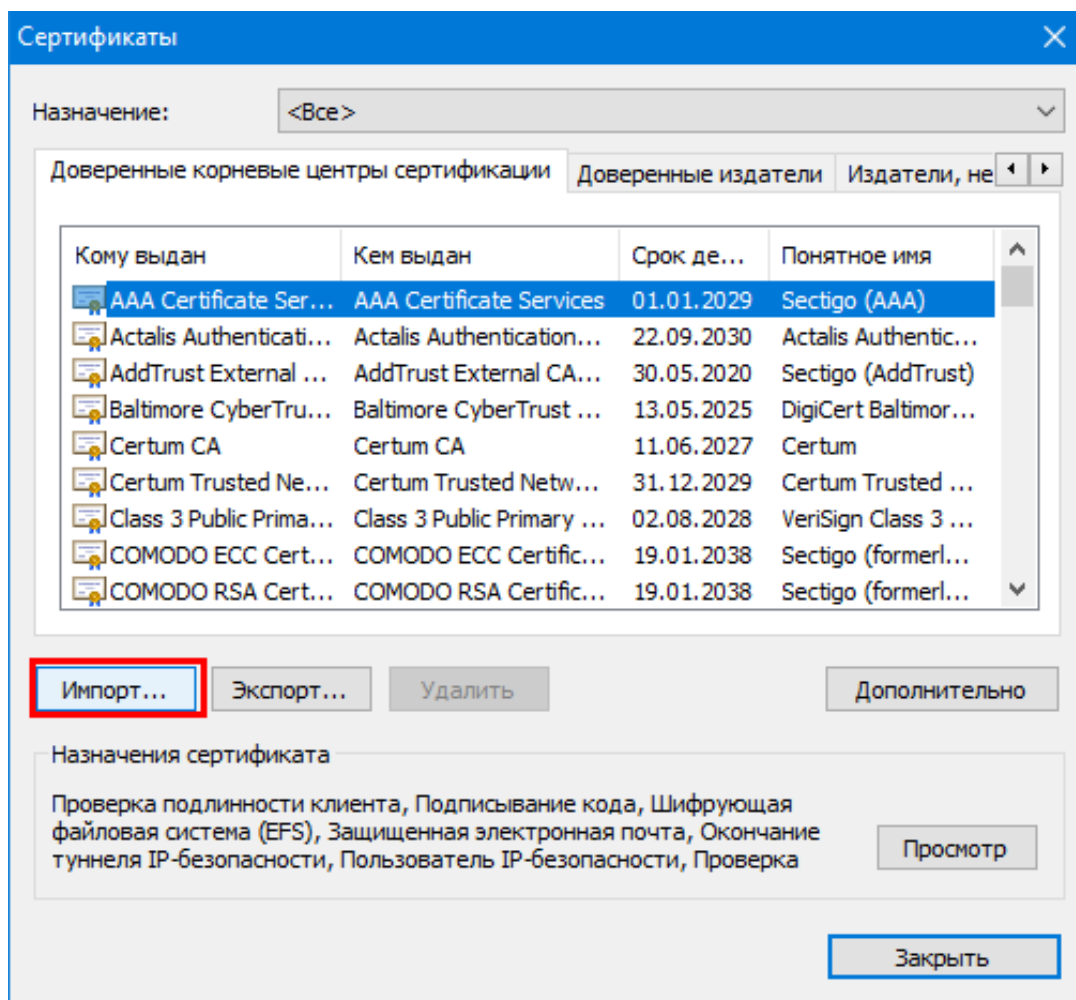 Сертификаты
Назначение: <Все>
Доверенные корневые центры сертификации Доверенные издатели Издатели, не
Кому выдан Кем выдан Срок де... Понятное имя
AAA Certificate Ser... AAA Certificate Services 01.01.2029 Sectigo (AAA)
Actalis Authenticati... Actalis Authentication... 22.09.2030 Actalis Authentic...
AddTrust External ... AddTrust External CA... 30.05.2020 Sectigo (AddTrust)
Baltimore CyberTru... Baltimore CyberTrust ... 13.05.2025 DigiCert Baltimor...
Certum CA Certum CA 11.06.2027 Certum
Certum Trusted Ne... Certum Trusted Netw... 31.12.2029 Certum Trusted ...
Class 3 Public Prima... Class 3 Public Primary ... 02.08.2028 VeriSign Class 3 ...
COMODO ECC Cert... COMODO ECC Certific... 19.01.2038 Sectigo (formerl...
COMODO RSA Cert... COMODO RSA Certific... 19.01.2038 Sectigo (formerl...
Импорт... Экспорт... Удалить Дополнительно
Назначения сертификата
Проверка подлинности клиента, Подписывание кода, Шифрующая
файловая система (EFS), Защищенная электронная почта, Окончание
туннеля IP-безопасности, Пользователь IP-безопасности, Проверка
Просмотр
Закрыть